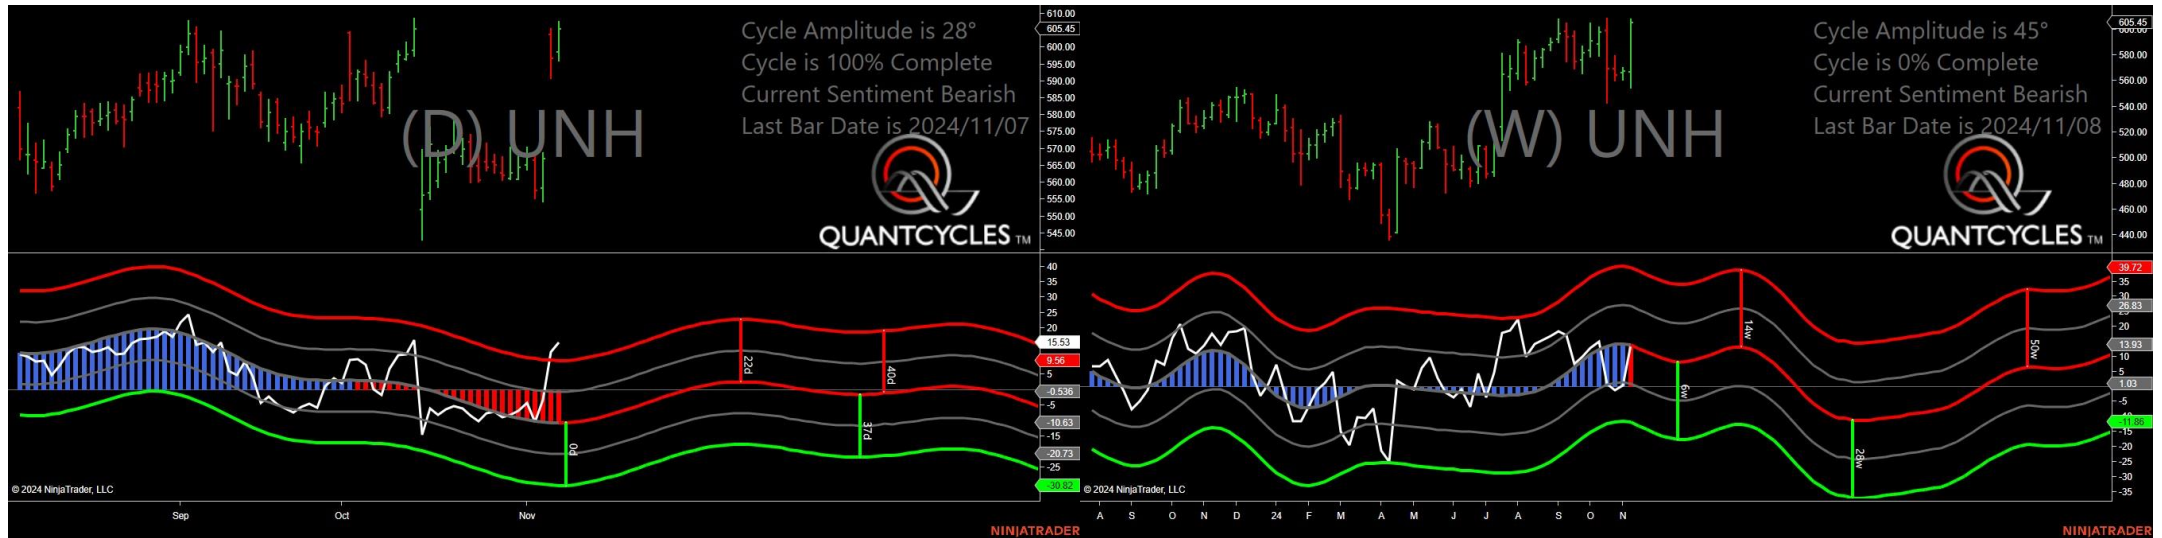 Cycle Amplitude is 28°
Cycle is 100% Complete
Current Sentiment Bearish
Last Bar Date is 2024/11/07
(D) UNH
QUANTCYCLES TM
610.00
605.45
600.00
595.00
590.00
585.00
580.00
575.00
570.00
565.00
560.00
555.00
550.00
545.00
40
35
30
25
20
15.53
9.56
-0.536
-5
-10.63
-15
-20.73
-25
-30.82
22d
40d
37d
0d
© 2024 NinjaTrader, LLC
Sep Oct Nov
NINJATRADER
Cycle Amplitude is 45°
Cycle is 0% Complete
Current Sentiment Bearish
Last Bar Date is 2024/11/08
(W) UNH
QUANTCYCLES TM
605.45
600.00
580.00
560.00
540.00
520.00
500.00
480.00
460.00
440.00
39.72
35
30
26.83
20
13.93
10
5
1.03
-5
-11.86
-15
-20
-25
-30
-35
14w
50w
6w
28w
© 2024 NinjaTrader, LLC
A S O N D 24 F M A M J J A S O N
NINJATRADER